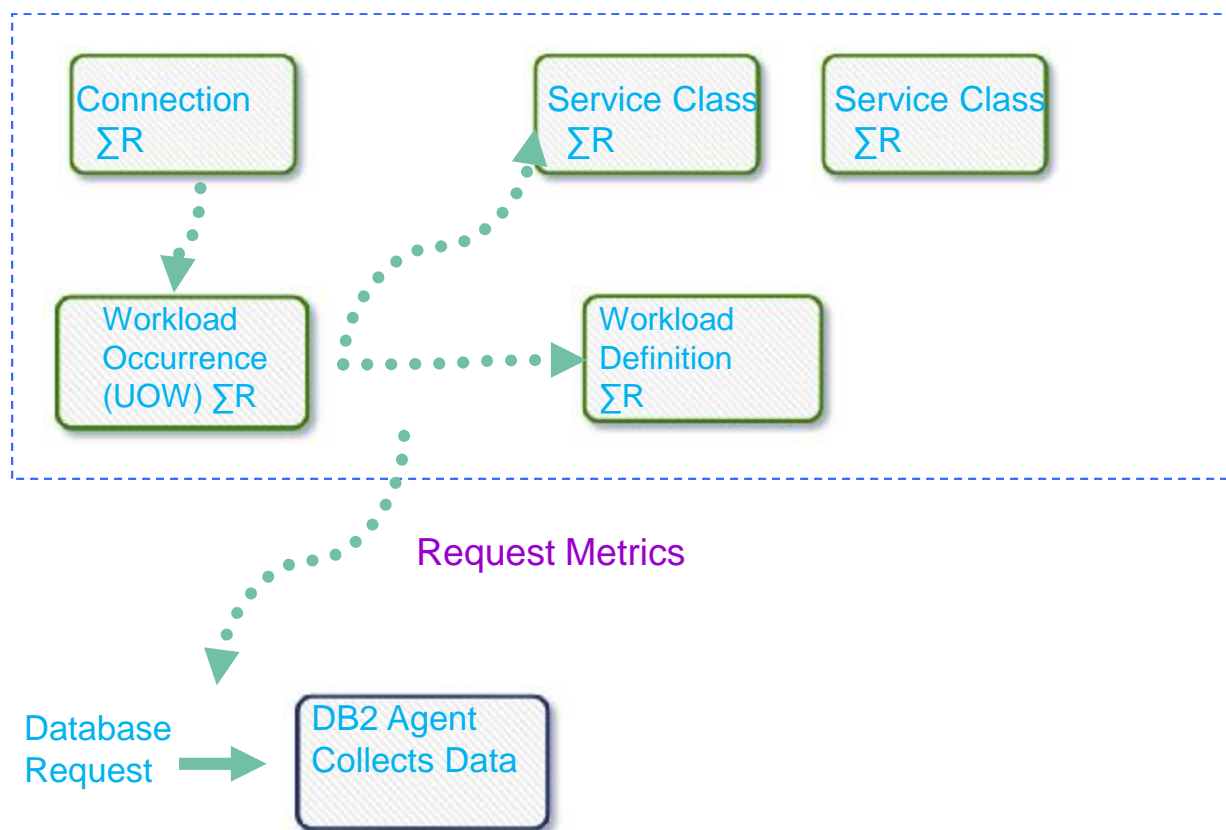 Connection
∑R
Service Class
∑R
Service Class
∑R
Workload
Occurrence
(UOW) ∑R
Workload
Definition
∑R
Request Metrics
Database
Request
DB2 Agent
Collects Data